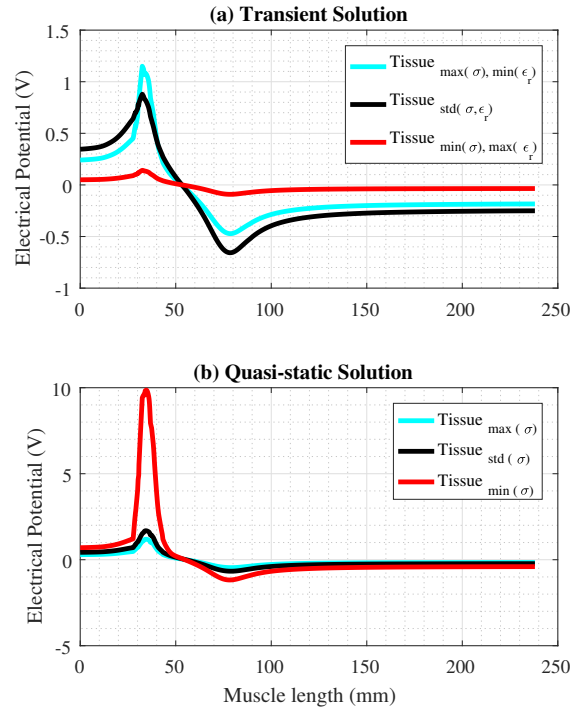 (a) Transient Solution
1.5
1
0.5
0
-0.5
-1
Electrical Potential (V)
Tissue max( σ), min( ϵr)
Tissue std( σ,ϵr)
Tissue min(σ), max( ϵr)
0 50 100 150 200 250
(b) Quasi-static Solution
10
5
0
-5
Electrical Potential (V)
Tissue max ( σ)
Tissue std ( σ)
Tissue min ( σ)
0 50 100 150 200 250
Muscle length (mm)